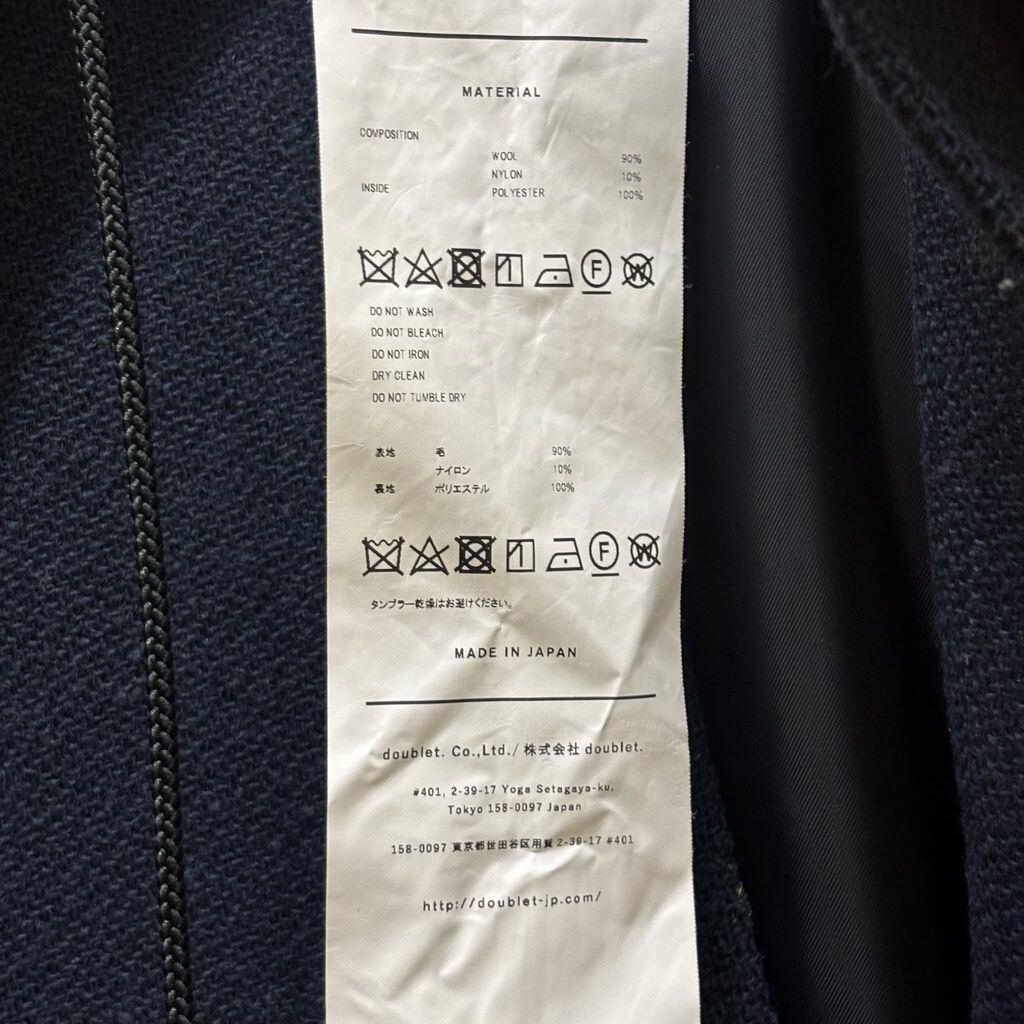 MATERIAL
COMPOSITION
WOOL 90%
NYLON 10%
INSIDE POLYESTER 100%
F W
DO NOT WASH
DO NOT BLEACH
DO NOT IRON
DRY CLEAN
DO NOT TUMBLE DRY
表地 毛 90%
ナイロン 10%
裏地 ポリエステル 100%
F W
タンブラー乾燥はお避けください。
MADE IN JAPAN
doublet. Co.,Ltd./ 株式会社 doublet.
#401, 2-39-17 Yoga Setagaya-ku,
Tokyo 158-0097 Japan
158-0097 東京都世田谷区用賀 2-39-17 #401
http://doublet-jp.com/